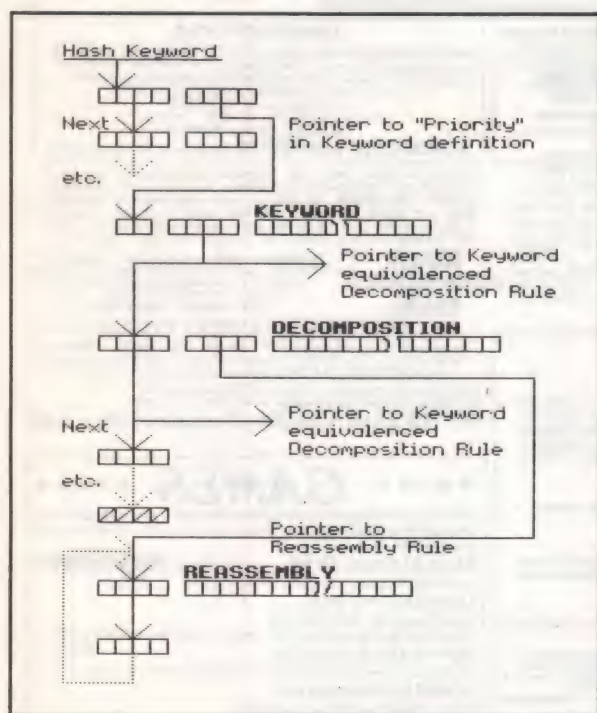 Hash Keyword
Next
Pointer to "Priority"
in Keyword definition
etc.
KEYWORD
Pointer to Keyword
equivalenced
Decomposition Rule
DECOMPOSITION
Next
Pointer to Keyword
equivalenced
Decomposition Rule
etc.
Pointer to
Reassembly Rule
REASSEMBLY